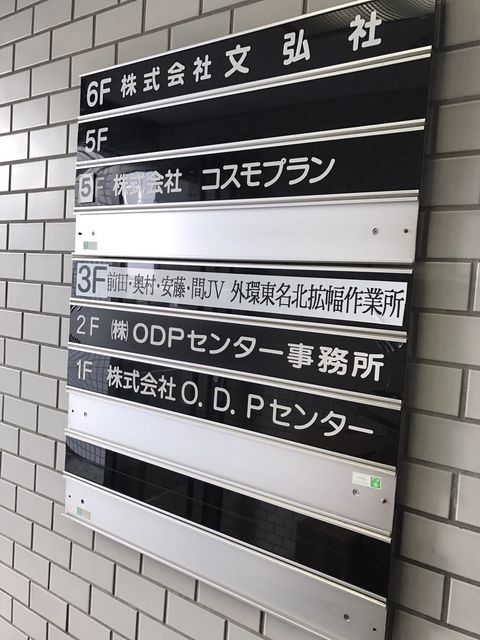 6F 株式会社 文弘社
5F
5F 株式会社 コスモプラン
3F 前田・奥村・安藤・間JV 外環東名北拡幅作業所
2F (株)ODPセンター事務所
1F 株式会社O.D.Pセンター